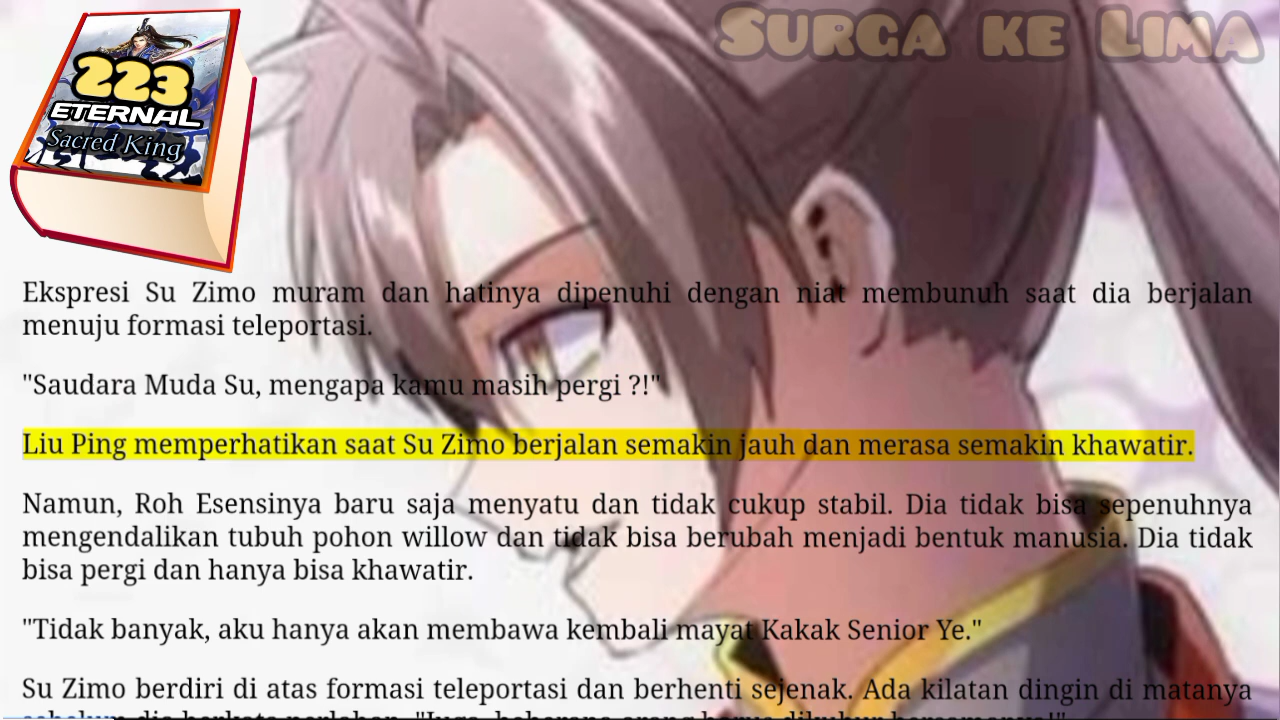 Surga ke Lima
223
ETERNAL
Sacred King
Ekspresi Su Zimo muram dan hatinya dipenuhi dengan niat membunuh saat dia berjalan
menuju formasi teleportasi.
"Saudara Muda Su, mengapa kamu masih pergi ?!"
Liu Ping memperhatikan saat Su Zimo berjalan semakin jauh dan merasa semakin khawatir.
Namun, Roh Esensinya baru saja menyatu dan tidak cukup stabil. Dia tidak bisa sepenuhnya
mengendalikan tubuh pohon willow dan tidak bisa berubah menjadi bentuk manusia. Dia tidak
bisa pergi dan hanya bisa khawatir.
"Tidak banyak, aku hanya akan membawa kembali mayat Kakak Senior Ye."
Su Zimo berdiri di atas formasi teleportasi dan berhenti sejenak. Ada kilatan dingin di matanya